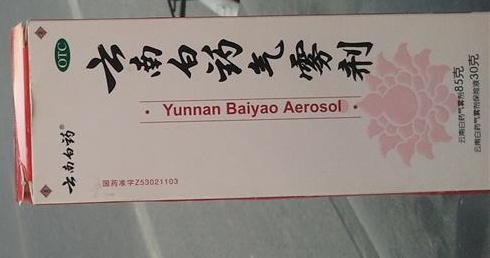 OTC
云南白药气雾剂
Yunnan Baiyao Aerosol
云南白药®
国药准字Z53021103
云南白药气雾剂85克
云南白药气雾剂保险液30克